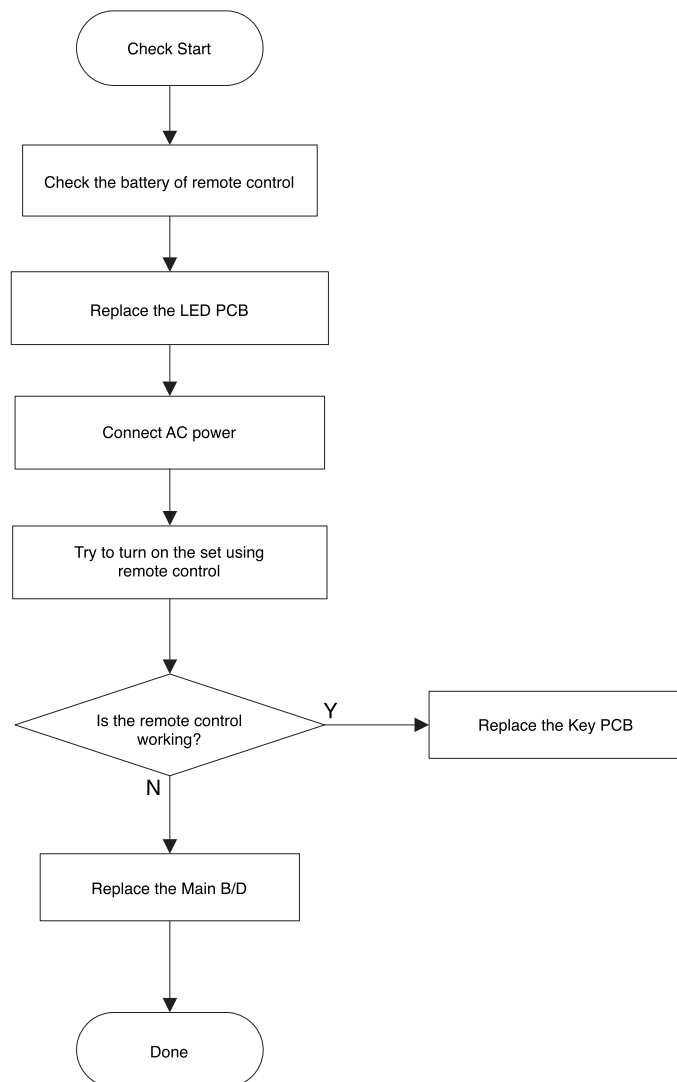 Check Start
Check the battery of remote control
Replace the LED PCB
Connect AC power
Try to turn on the set using
remote control
Is the remote control
working?
Y
Replace the Key PCB
N
Replace the Main B/D
Done